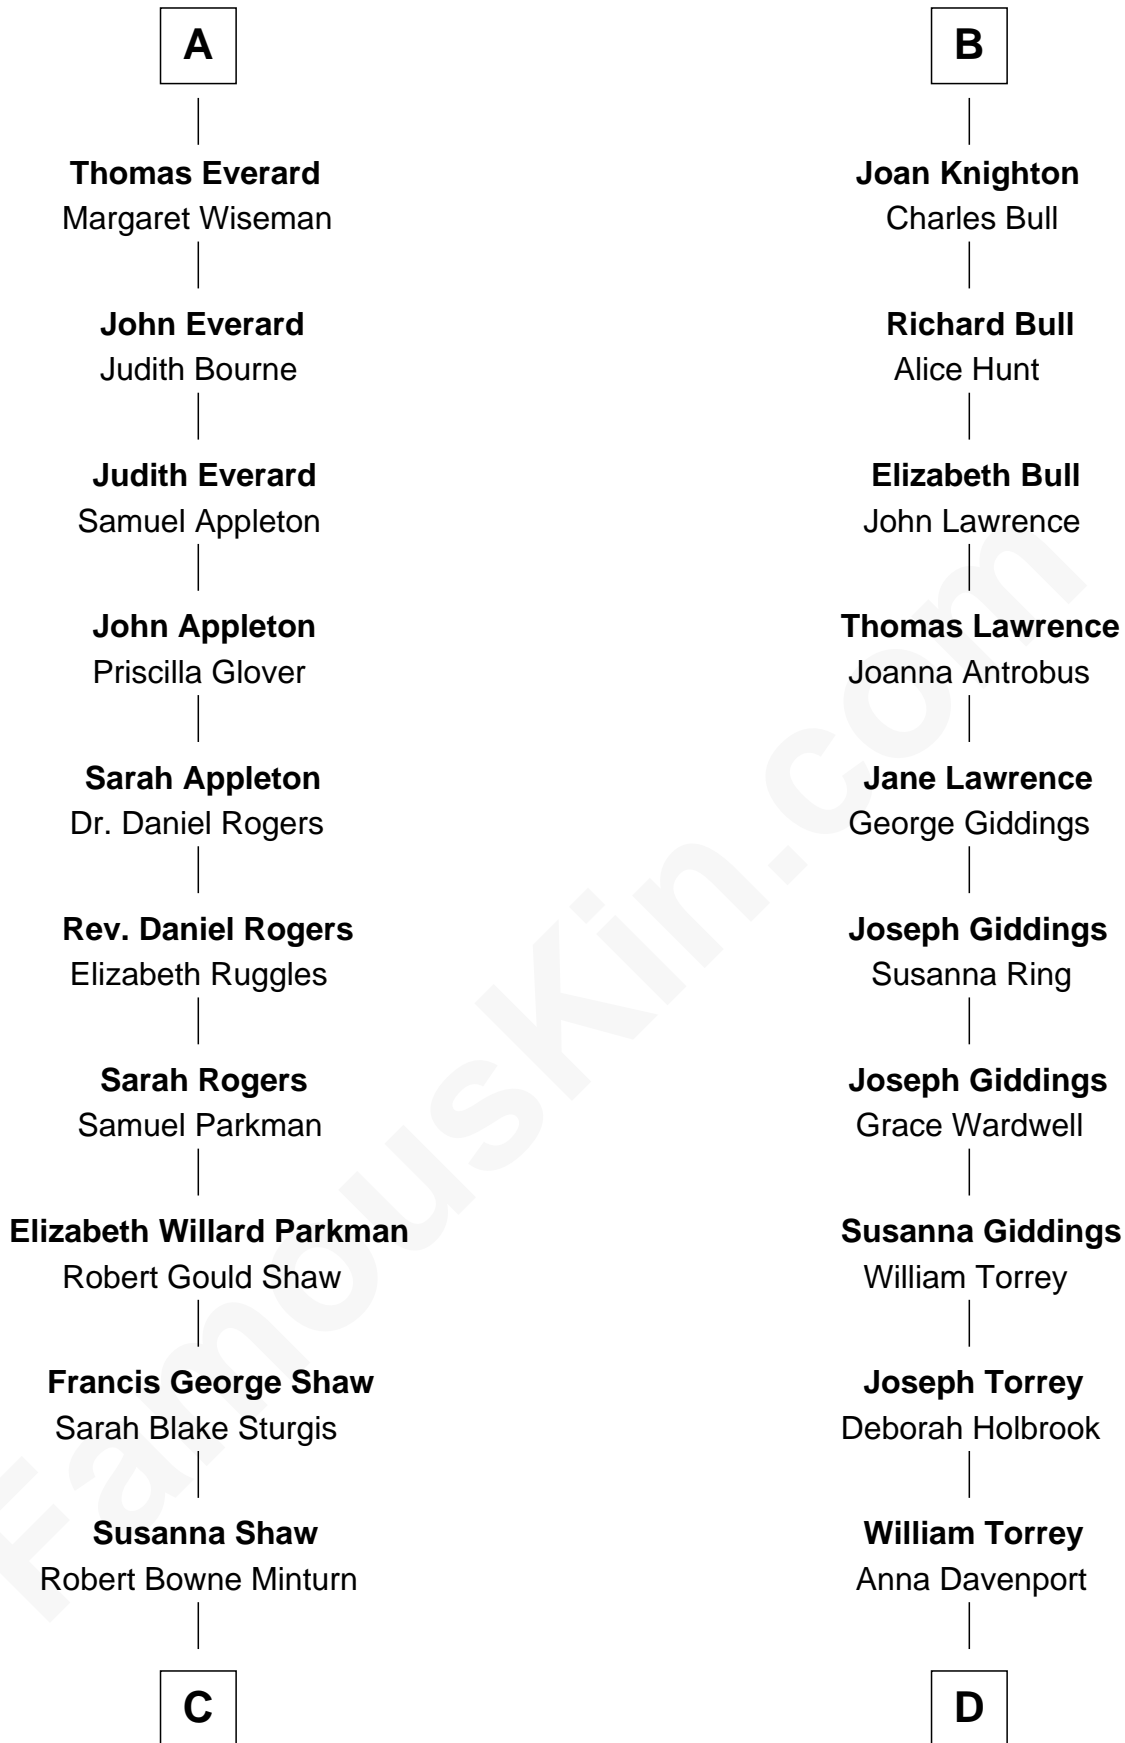 A
Thomas Everard
Margaret Wiseman
John Everard
Judith Bourne
Judith Everard
Samuel Appleton
John Appleton
Priscilla Glover
Sarah Appleton
Dr. Daniel Rogers
Rev. Daniel Rogers
Elizabeth Ruggles
Sarah Rogers
Samuel Parkman
Elizabeth Willard Parkman
Robert Gould Shaw
Francis George Shaw
Sarah Blake Sturgis
Susanna Shaw
Robert Bowne Minturn
C
B
Joan Knighton
Charles Bull
Richard Bull
Alice Hunt
Elizabeth Bull
John Lawrence
Thomas Lawrence
Joanna Antrobus
Jane Lawrence
George Giddings
Joseph Giddings
Susanna Ring
Joseph Giddings
Grace Wardwell
Susanna Giddings
William Torrey
Joseph Torrey
Deborah Holbrook
William Torrey
Anna Davenport
D
FamousKin.com